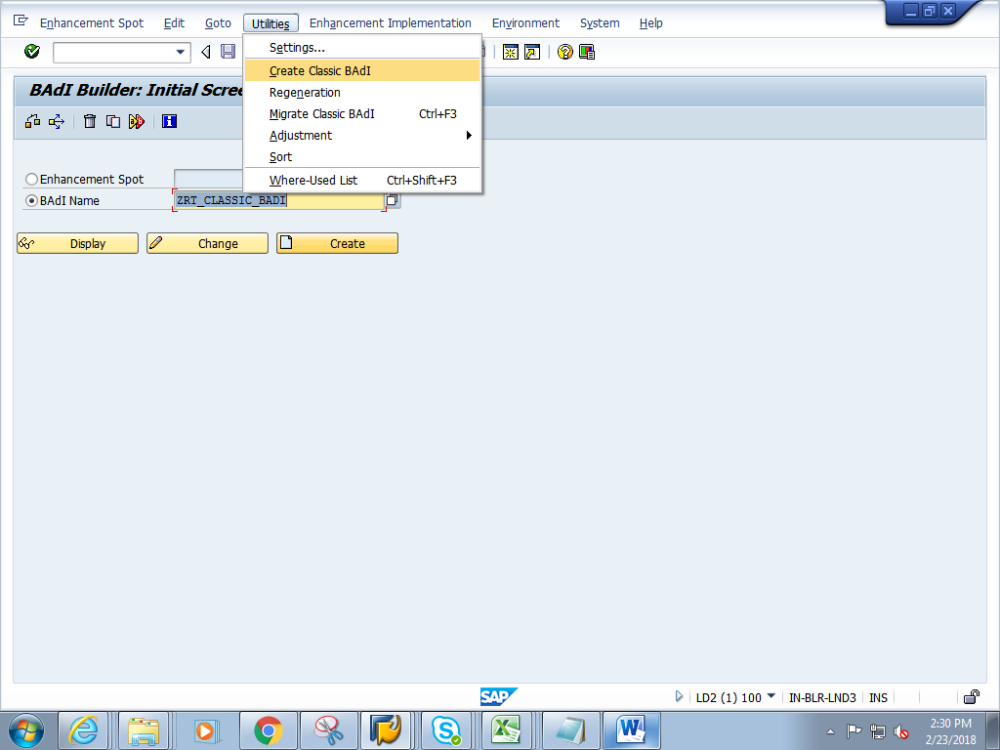 Enhancement Spot Edit Goto Utilities Enhancement Implementation Environment System Help
Settings...
Create Classic BAdI
Regeneration
Migrate Classic BAdI Ctrl+F3
Adjustment
Sort
Where-Used List Ctrl+Shift+F3
BAdI Builder: Initial Scree
Enhancement Spot
BAdI Name ZRT_CLASSIC_BADI
Display Change Create
SAP LD2 (1) 100 IN-BLR-LND3 INS
2:30 PM
2/23/2018